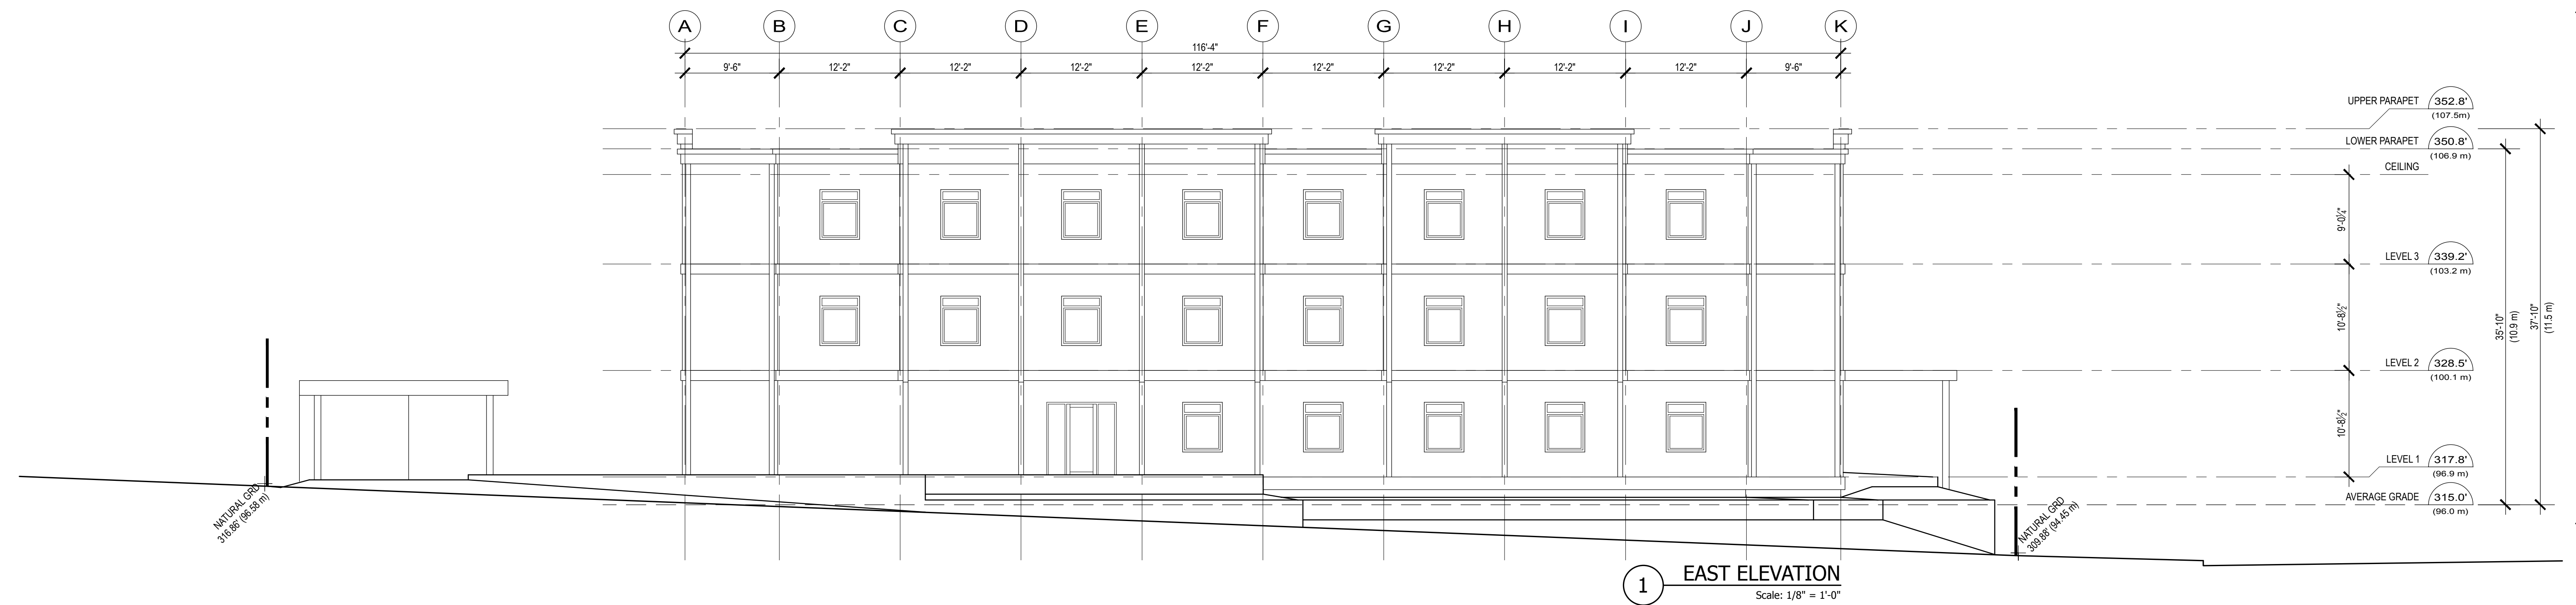 A B C D E F G H I J K
116'-4"
9'-6" 12'-2" 12'-2" 12'-2" 12'-2" 12'-2" 12'-2" 12'-2" 12'-2" 9'-6"
UPPER PARAPET 352.8'
(107.5m)
LOWER PARAPET 350.8'
(106.9 m)
CEILING
9'-0¼"
LEVEL 3 339.2'
(103.2 m)
10'-8½"
35'-10"
(10.9 m)
37'-10"
(11.5 m)
LEVEL 2 328.5'
(100.1 m)
10'-8½"
LEVEL 1 317.8'
(96.9 m)
AVERAGE GRADE 315.0'
(96.0 m)
NATURAL GRD
316.86' (96.58 m)
NATURAL GRD
309.88' (94.45 m)
1 EAST ELEVATION
Scale: 1/8" = 1'-0"